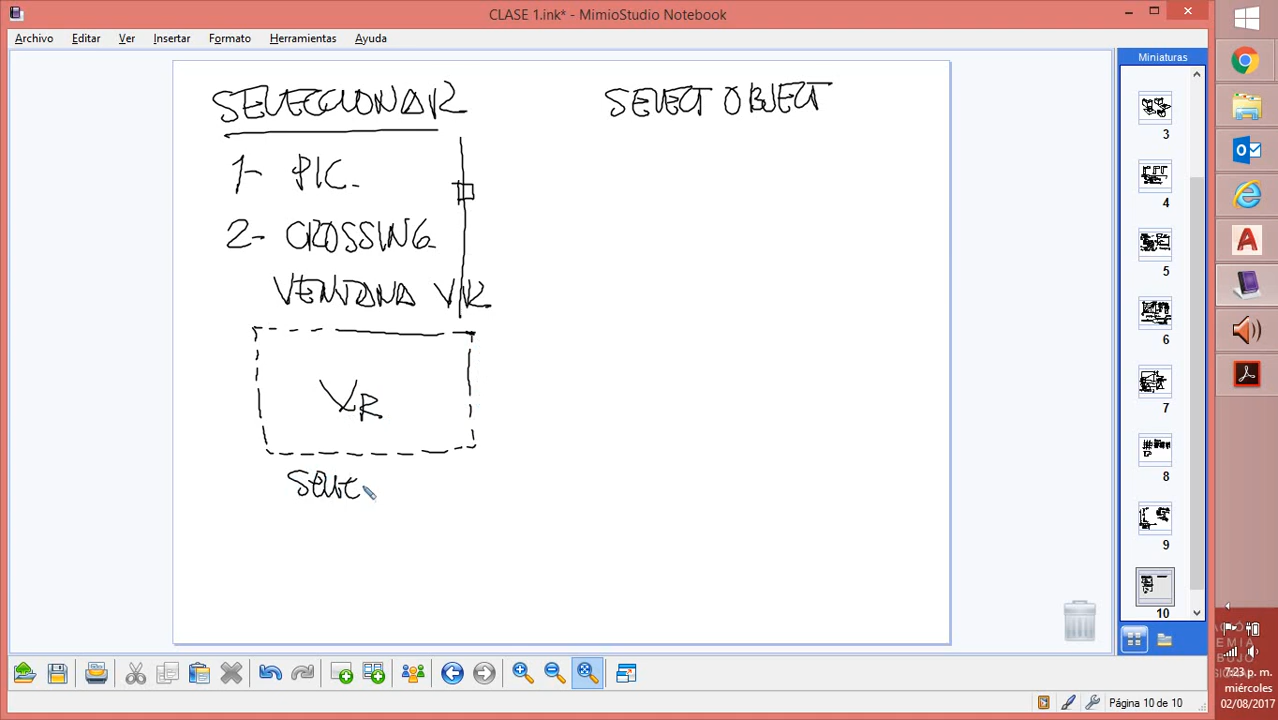 CLASE 1.ink* - MimioStudio Notebook
Archivo Editar Ver Insertar Formato Herramientas Ayuda
Miniaturas
SELECCIONAR
SELECT OBJECT
1- PIC.
2- CROSSING
VENTANA V/R
VR
Selec
3
4
5
6
7
8
9
10
7:23 p. m.
miércoles
02/08/2017
Página 10 de 10